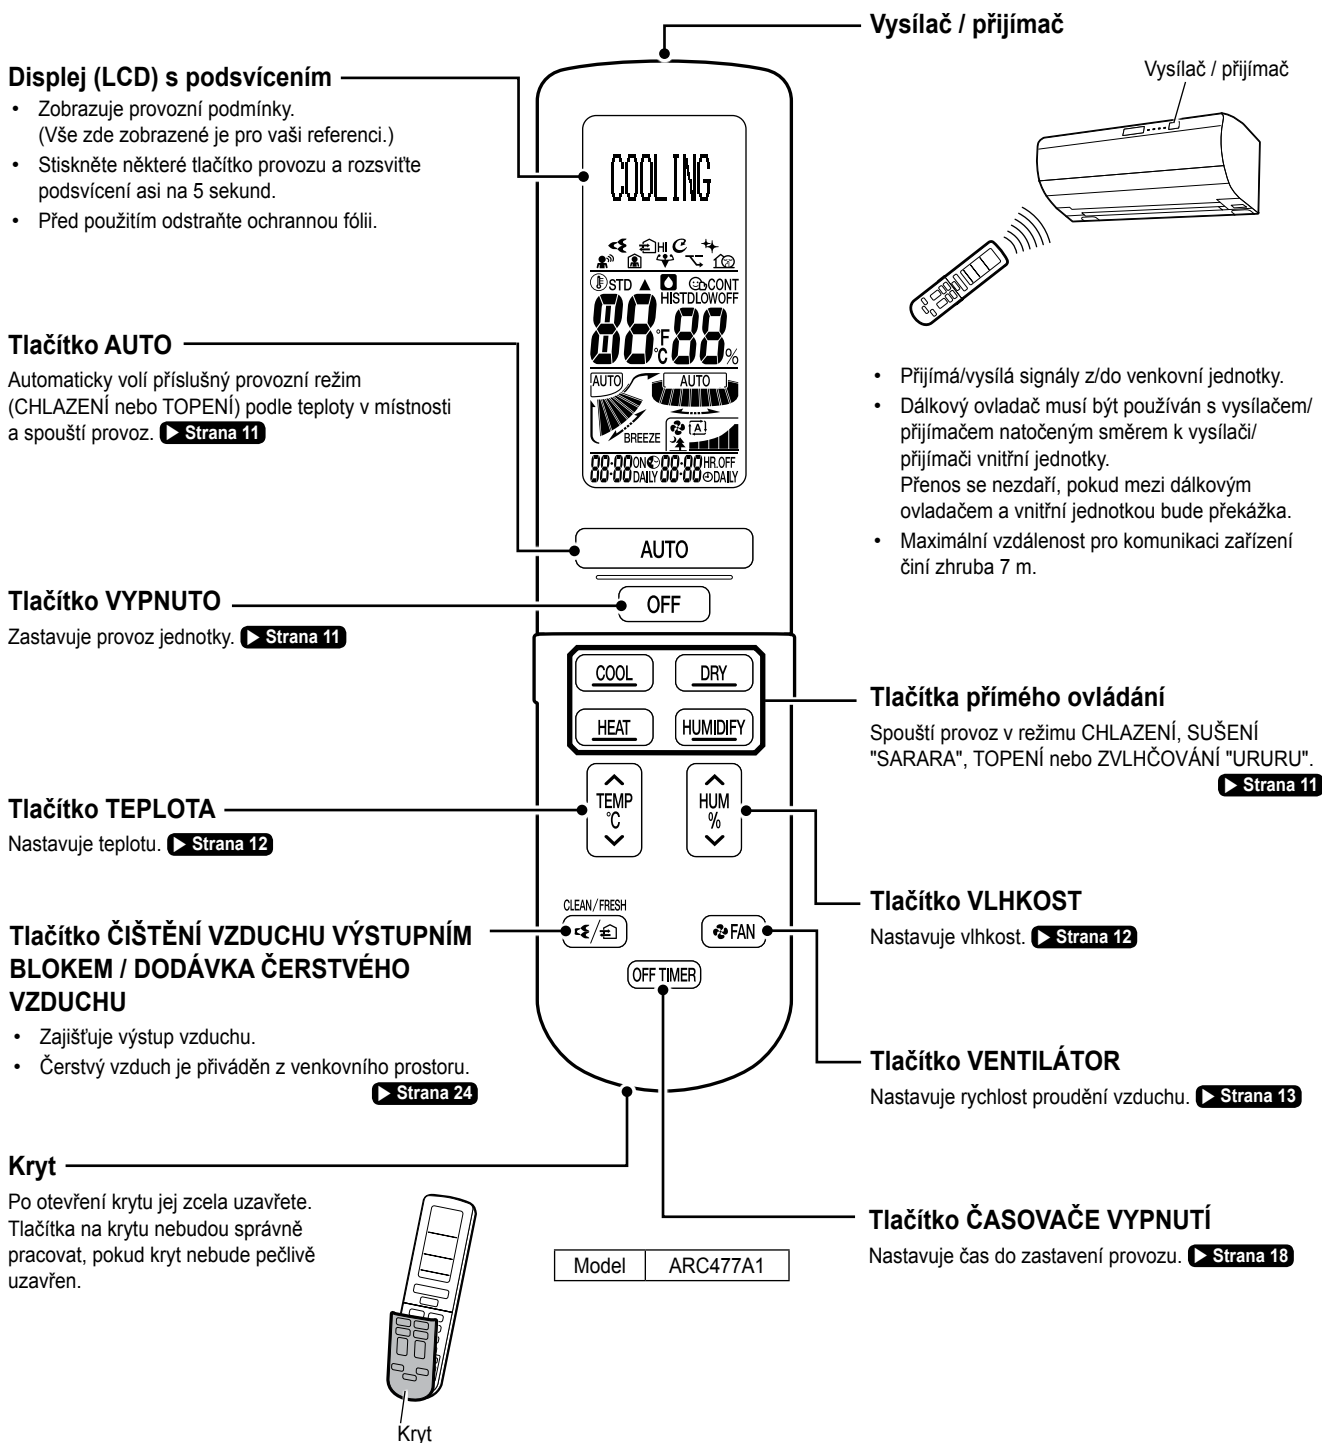 Displej (LCD) s podsvícením
• Zobrazuje provozní podmínky.
(Vše zde zobrazené je pro vaši referenci.)
• Stiskněte některé tlačítko provozu a rozsviťte
podsvícení asi na 5 sekund.
• Před použitím odstraňte ochrannou fólii.
Tlačítko AUTO
Automaticky volí příslušný provozní režim
(CHLAZENÍ nebo TOPENÍ) podle teploty v místnosti
a spouští provoz. ▶ Strana 11
Tlačítko VYPNUTO
Zastavuje provoz jednotky. ▶ Strana 11
Tlačítko TEPLOTA
Nastavuje teplotu. ▶ Strana 12
Tlačítko ČIŠTĚNÍ VZDUCHU VÝSTUPNÍM
BLOKEM / DODÁVKA ČERSTVÉHO
VZDUCHU
• Zajišťuje výstup vzduchu.
• Čerstvý vzduch je přiváděn z venkovního prostoru.
▶ Strana 24
Kryt
Po otevření krytu jej zcela uzavřete.
Tlačítka na krytu nebudou správně
pracovat, pokud kryt nebude pečlivě
uzavřen.
Kryt
COOLING
HI
STD ▲ CONT
HISTDLOWOFF
88 °F °C 88 %
AUTO AUTO
BREEZE A
88:88 ON DAILY 88:88 HR.OFF DAILY
AUTO
OFF
COOL DRY
HEAT HUMIDIFY
TEMP °C
HUM %
CLEAN/FRESH
FAN
OFF TIMER
Model ARC477A1
Vysílač / přijímač
Vysílač / přijímač
• Přijímá/vysílá signály z/do venkovní jednotky.
• Dálkový ovladač musí být používán s vysílačem/
přijímačem natočeným směrem k vysílači/
přijímači vnitřní jednotky.
Přenos se nezdaří, pokud mezi dálkovým
ovladačem a vnitřní jednotkou bude překážka.
• Maximální vzdálenost pro komunikaci zařízení
činí zhruba 7 m.
Tlačítka přímého ovládání
Spouští provoz v režimu CHLAZENÍ, SUŠENÍ
"SARARA", TOPENÍ nebo ZVLHČOVÁNÍ "URURU".
▶ Strana 11
Tlačítko VLHKOST
Nastavuje vlhkost. ▶ Strana 12
Tlačítko VENTILÁTOR
Nastavuje rychlost proudění vzduchu. ▶ Strana 13
Tlačítko ČASOVAČE VYPNUTÍ
Nastavuje čas do zastavení provozu. ▶ Strana 18